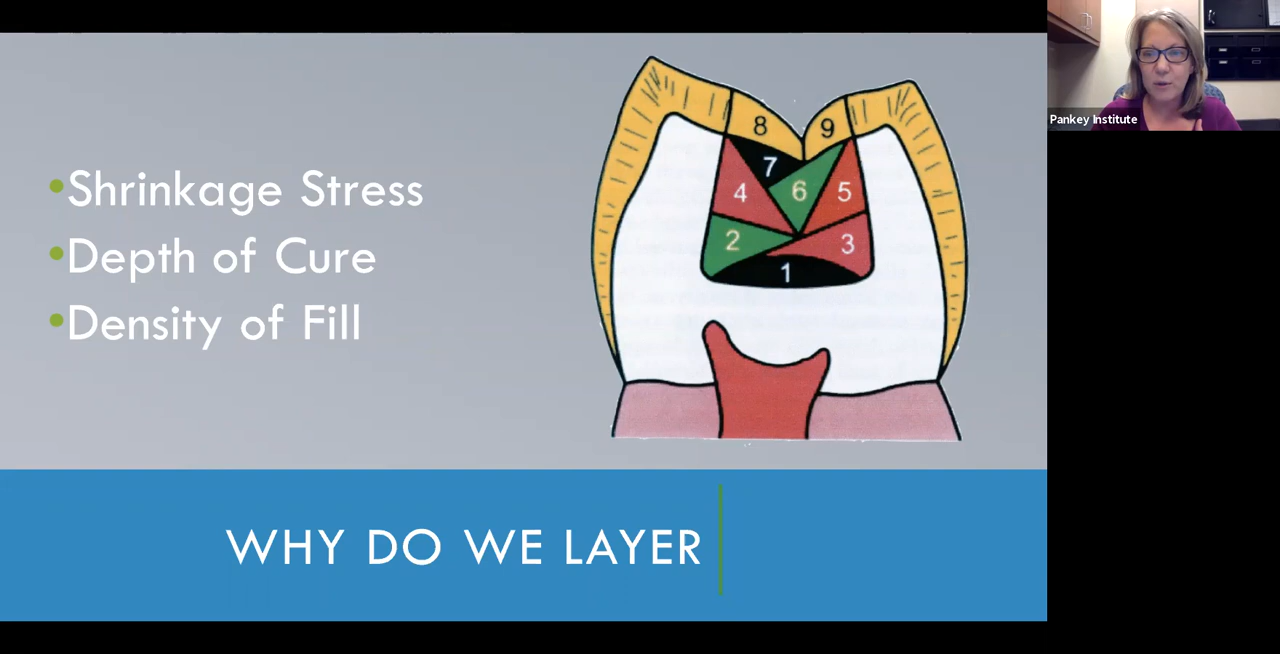 •Shrinkage Stress
•Depth of Cure
•Density of Fill
8 9
7
4 6 5
2 3
1
WHY DO WE LAYER
Pankey Institute